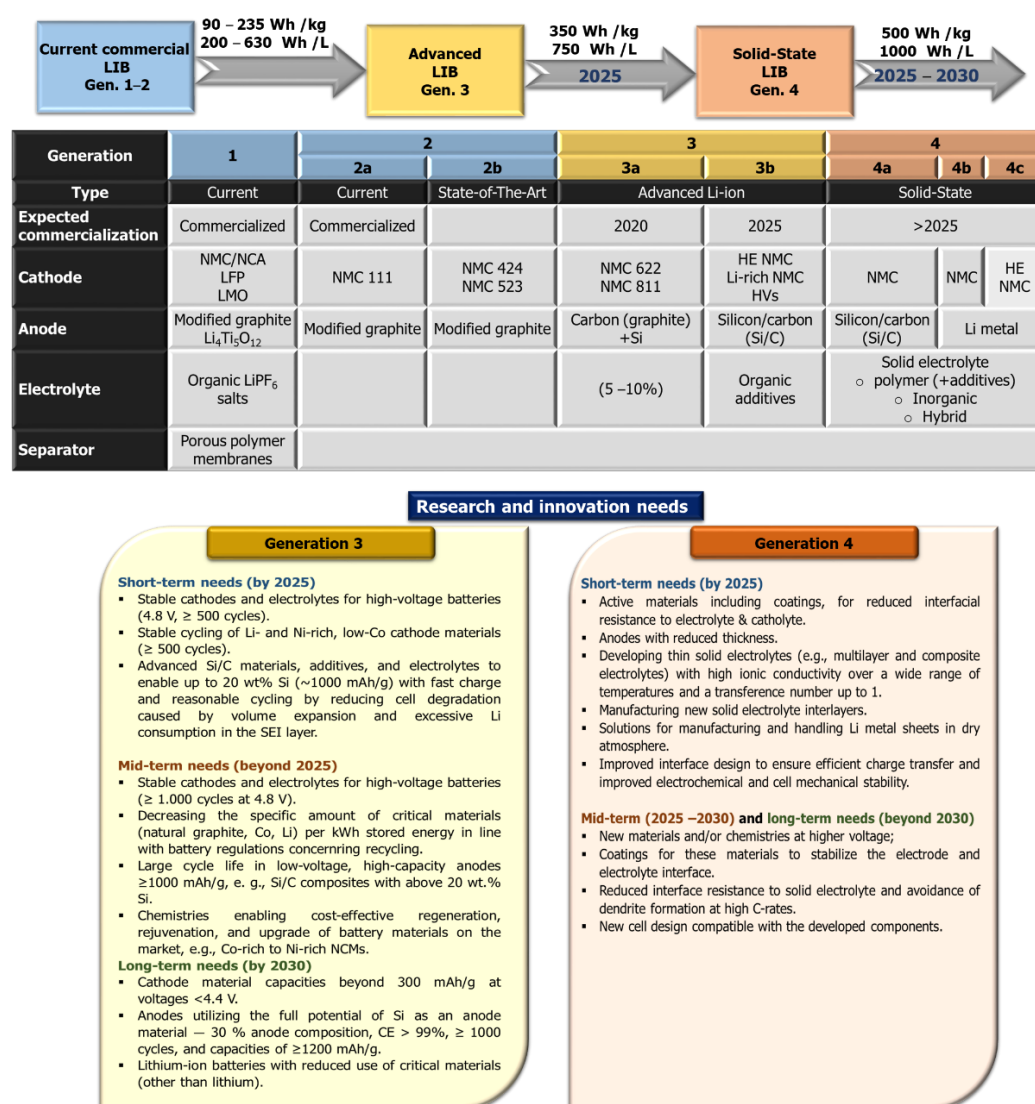 Current commercial
LIB
Gen. 1–2
90 – 235 Wh /kg
200 – 630 Wh /L
Advanced
LIB
Gen. 3
350 Wh /kg
750 Wh /L
2025
Solid-State
LIB
Gen. 4
500 Wh /kg
1000 Wh /L
2025 – 2030
Generation 1 2 3 4
2a 2b 3a 3b 4a 4b 4c
Type Current Current State-of-The-Art Advanced Li-ion Solid-State
Expected
commercialization Commercialized Commercialized 2020 2025 >2025
Cathode
NMC/NCA
LFP
LMO
NMC 111
NMC 424
NMC 523
NMC 622
NMC 811
HE NMC
Li-rich NMC
HVs
NMC
NMC
HE
NMC
Anode
Modified graphite
Li₄Ti₅O₁₂
Modified graphite
Modified graphite
Carbon (graphite)
+Si
Silicon/carbon
(Si/C)
Silicon/carbon
(Si/C)
Li metal
Electrolyte
Organic LiPF₆
salts
(5 –10%)
Organic
additives
Solid electrolyte
o polymer (+additives)
o Inorganic
o Hybrid
Separator
Porous polymer
membranes
Research and innovation needs
Generation 3
Short-term needs (by 2025)
▪ Stable cathodes and electrolytes for high-voltage batteries
(4.8 V, ≥ 500 cycles).
▪ Stable cycling of Li- and Ni-rich, low-Co cathode materials
(≥ 500 cycles).
▪ Advanced Si/C materials, additives, and electrolytes to
enable up to 20 wt% Si (~1000 mAh/g) with fast charge
and reasonable cycling by reducing cell degradation
caused by volume expansion and excessive Li
consumption in the SEI layer.
Mid-term needs (beyond 2025)
▪ Stable cathodes and electrolytes for high-voltage batteries
(≥ 1.000 cycles at 4.8 V).
▪ Decreasing the specific amount of critical materials
(natural graphite, Co, Li) per kWh stored energy in line
with battery regulations concernring recycling.
▪ Large cycle life in low-voltage, high-capacity anodes
≥1000 mAh/g, e. g., Si/C composites with above 20 wt.%
Si.
▪ Chemistries enabling cost-effective regeneration,
rejuvenation, and upgrade of battery materials on the
market, e.g., Co-rich to Ni-rich NCMs.
Long-term needs (by 2030)
▪ Cathode material capacities beyond 300 mAh/g at
voltages <4.4 V.
▪ Anodes utilizing the full potential of Si as an anode
material — 30 % anode composition, CE > 99%, ≥ 1000
cycles, and capacities of ≥1200 mAh/g.
▪ Lithium-ion batteries with reduced use of critical materials
(other than lithium).
Generation 4
Short-term needs (by 2025)
▪ Active materials including coatings, for reduced interfacial
resistance to electrolyte & catholyte.
▪ Anodes with reduced thickness.
▪ Developing thin solid electrolytes (e.g., multilayer and composite
electrolytes) with high ionic conductivity over a wide range of
temperatures and a transference number up to 1.
▪ Manufacturing new solid electrolyte interlayers.
▪ Solutions for manufacturing and handling Li metal sheets in dry
atmosphere.
▪ Improved interface design to ensure efficient charge transfer and
improved electrochemical and cell mechanical stability.
Mid-term (2025 –2030) and long-term needs (beyond 2030)
▪ New materials and/or chemistries at higher voltage;
▪ Coatings for these materials to stabilize the electrode and
electrolyte interface.
▪ Reduced interface resistance to solid electrolyte and avoidance of
dendrite formation at high C-rates.
▪ New cell design compatible with the developed components.